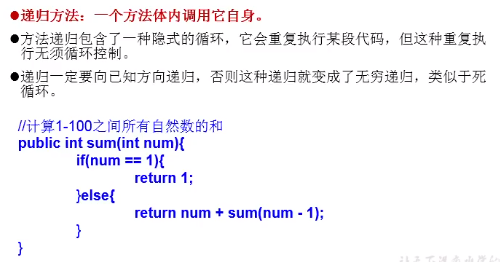 ●递归方法：一个方法体内调用它自身。
●方法递归包含了一种隐式的循环，它会重复执行某段代码，但这种重复执
行无须循环控制。
●递归一定要向已知方向递归，否则这种递归就变成了无穷递归，类似于死
循环。
//计算1-100之间所有自然数的和
public int sum(int num){
if(num == 1){
return 1;
}else{
return num + sum(num - 1);
}
}